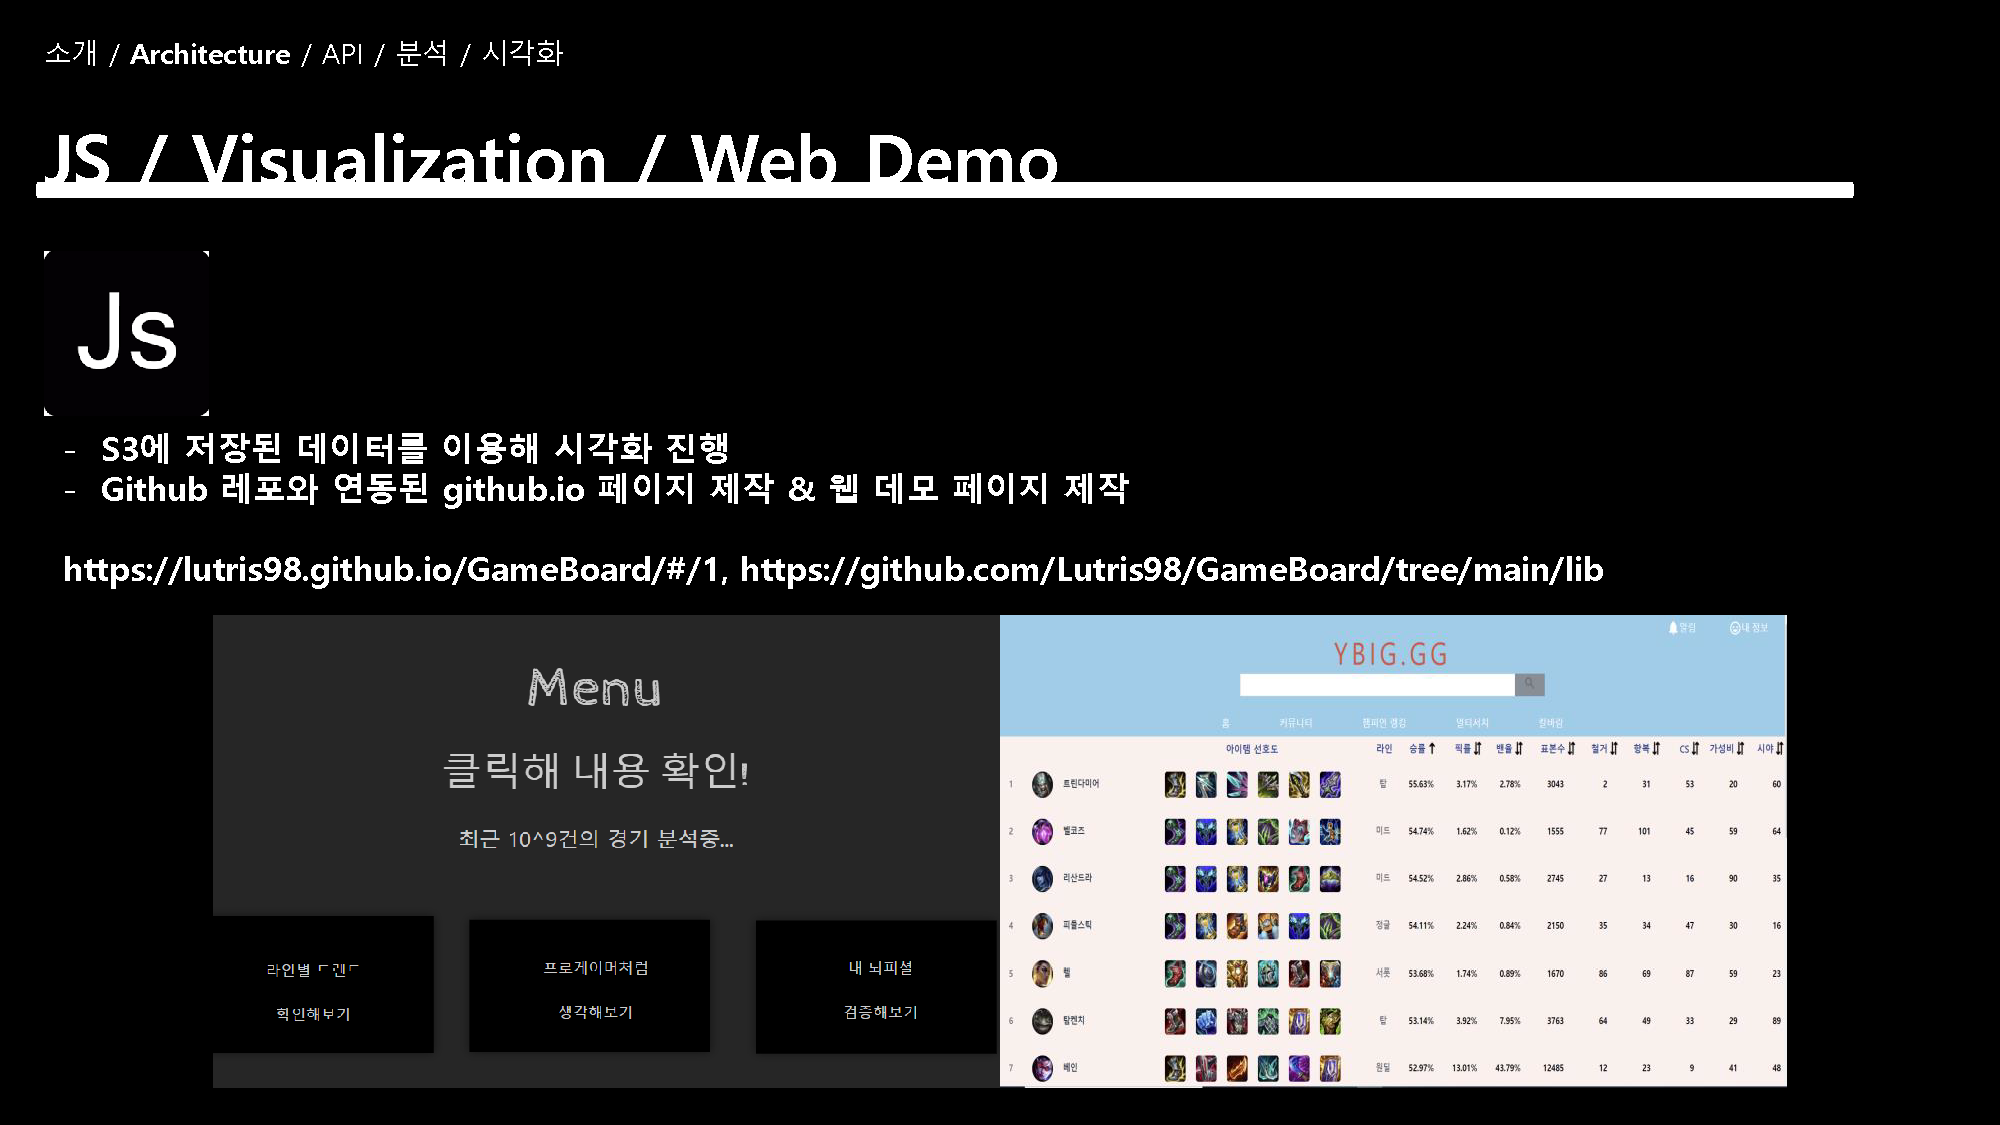 소개 / Architecture / API / 분석 / 시각화
JS / Visualization / Web Demo
Js
- S3에 저장된 데이터를 이용해 시각화 진행
- Github 레포와 연동된 github.io 페이지 제작 & 웹 데모 페이지 제작
https://lutris98.github.io/GameBoard/#/1, https://github.com/Lutris98/GameBoard/tree/main/lib
Menu
클릭해 내용 확인!
최근 10^9건의 경기 분석중...
라인별 트렌드
확인해보기
프로게이머처럼
생각해보기
내 뇌피셜
검증해보기
알림 내 정보
YBIG.GG
홈 커뮤니티 챔피언 랭킹 멀티서치 칼바람
아이템 선호도 라인 승률 픽률 밴율 표본수 철거 항복 CS 가성비 시야
1 트린다미어 탑 55.63% 3.17% 2.78% 3043 2 31 53 20 60
2 벨코즈 미드 54.74% 1.62% 0.12% 1555 77 101 45 59 64
3 리산드라 미드 54.52% 2.86% 0.58% 2745 27 13 16 90 35
4 피들스틱 정글 54.11% 2.24% 0.84% 2150 35 34 47 30 16
5 렐 서폿 53.68% 1.74% 0.89% 1670 86 69 87 59 23
6 탐켄치 탑 53.14% 3.92% 7.95% 3763 64 49 33 29 89
7 베인 원딜 52.97% 13.01% 43.79% 12485 12 23 9 41 48